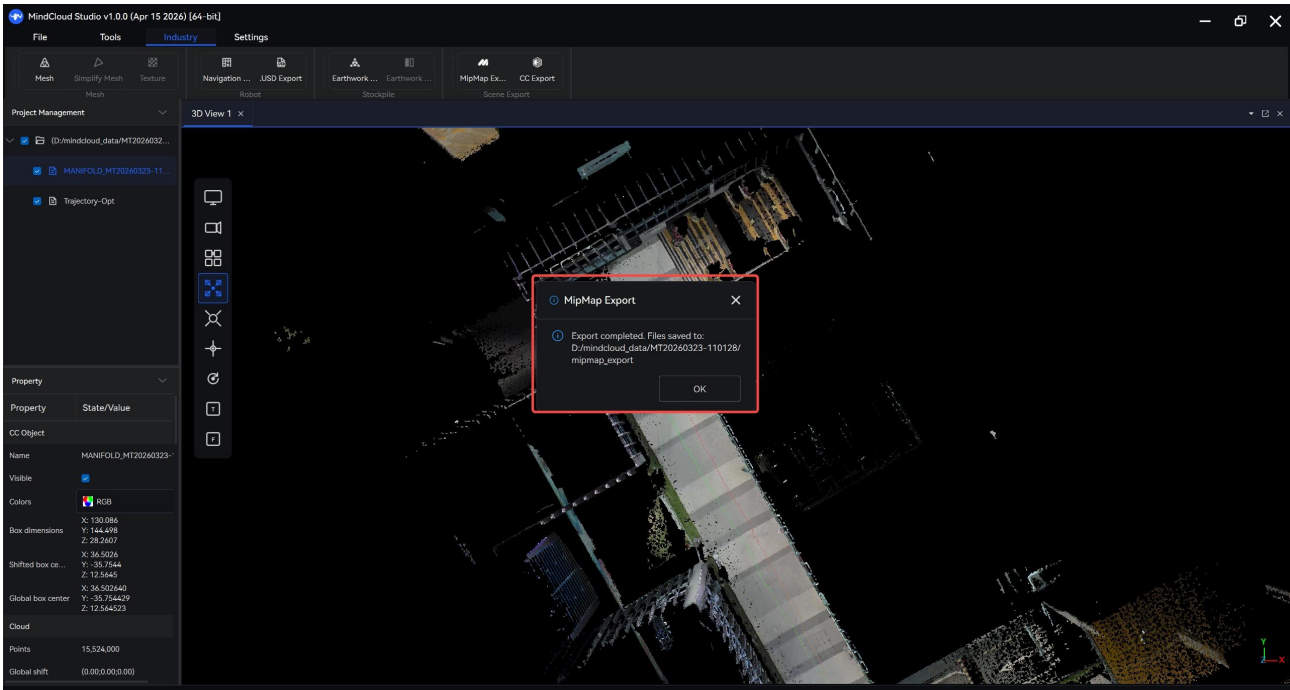 MindCloud Studio v1.0.0 (Apr 15 2026) [64-bit]
File Tools Industry Settings
Mesh Simplify Mesh Texture Navigation ... .USD Export Earthwork ... Earthwork ... MipMap Ex... CC Export
Mesh Robot Stockpile Scene Export
Project Management
3D View 1
(D:/mindcloud_data/MT2026032...
MANIFOLD_MT20260323-11...
Trajectory-Opt
T
F
MipMap Export
Export completed. Files saved to:
D:/mindcloud_data/MT20260323-110128/
mipmap_export
OK
Property
Property State/Value
CC Object
Name MANIFOLD_MT20260323-
Visible
Colors RGB
Box dimensions X: 130.086
Y: 144.498
Z: 28.2607
Shifted box ce... X: 36.5026
Y: -35.7544
Z: 12.5645
Global box center X: 36.502640
Y: -35.754429
Z: 12.564523
Cloud
Points 15,524,000
Global shift (0.00;0.00;0.00)
Y
Z X